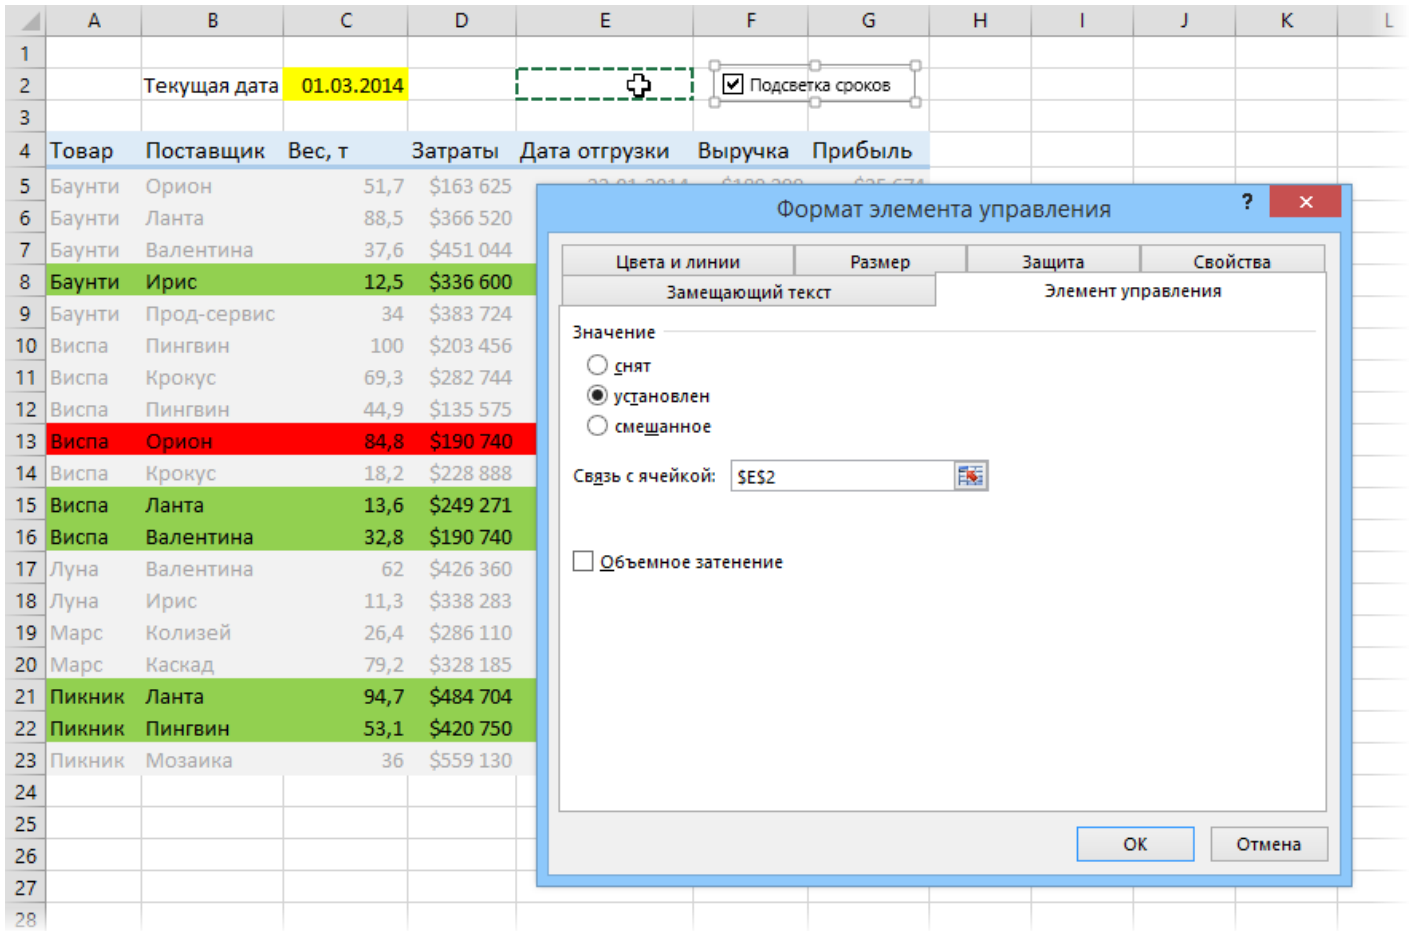 A B C D E F G H I J K L
1
2 Текущая дата 01.03.2014 Подсветка сроков
3
4 Товар Поставщик Вес, т Затраты Дата отгрузки Выручка Прибыль
5 Баунти Орион 51,7 $163 625
6 Баунти Ланта 88,5 $366 520
7 Баунти Валентина 37,6 $451 044
8 Баунти Ирис 12,5 $336 600
9 Баунти Прод-сервис 34 $383 724
10 Виспа Пингвин 100 $203 456
11 Виспа Крокус 69,3 $282 744
12 Виспа Пингвин 44,9 $135 575
13 Виспа Орион 84,8 $190 740
14 Виспа Крокус 18,2 $228 888
15 Виспа Ланта 13,6 $249 271
16 Виспа Валентина 32,8 $190 740
17 Луна Валентина 62 $426 360
18 Луна Ирис 11,3 $338 283
19 Марс Колизей 26,4 $286 110
20 Марс Каскад 79,2 $328 185
21 Пикник Ланта 94,7 $484 704
22 Пикник Пингвин 53,1 $420 750
23 Пикник Мозаика 36 $559 130
24
25
26
27
28
Формат элемента управления ?
Цвета и линии Размер Защита Свойства
Замещающий текст Элемент управления
Значение
снят
установлен
смешанное
Связь с ячейкой: $E$2
Объемное затенение
ОК Отмена